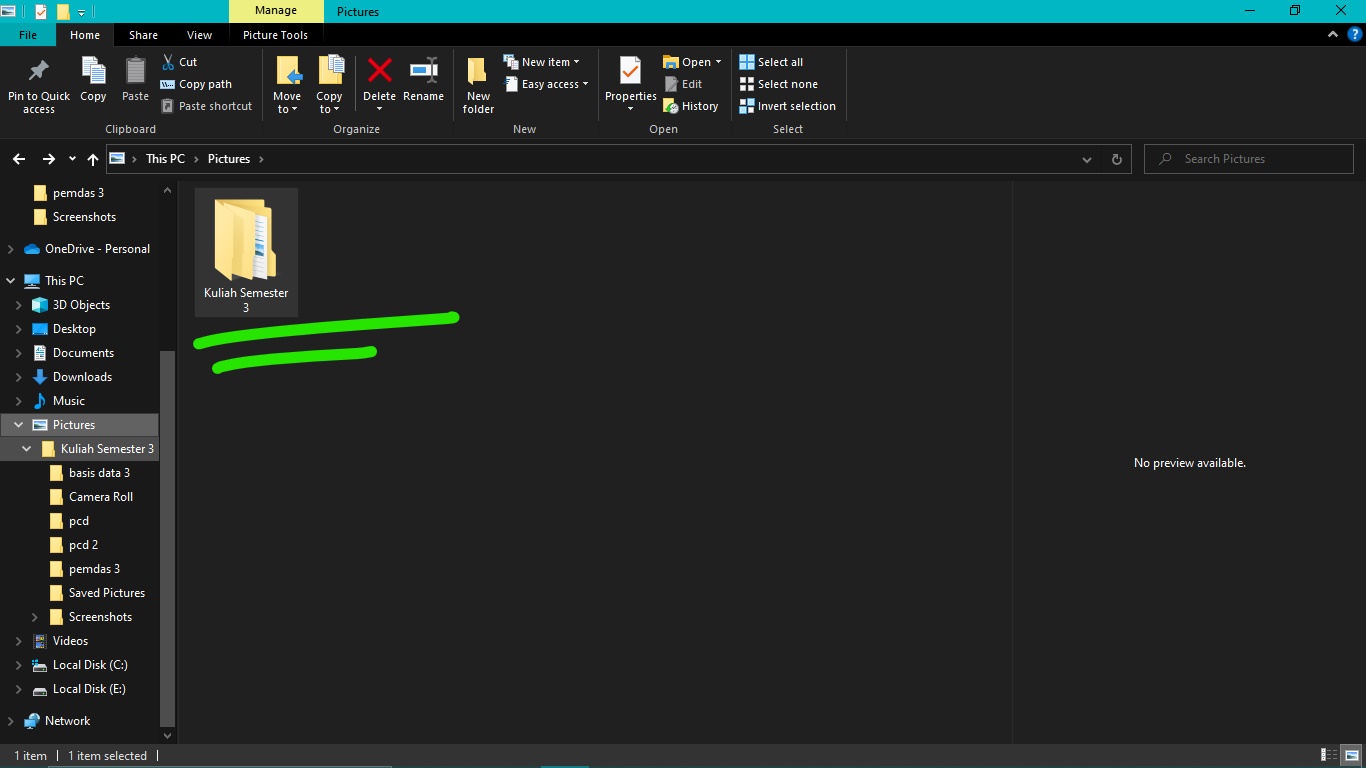 Manage
Pictures
File
Home
Share
View
Picture Tools
Pin to Quick access
Copy
Paste
Cut
Copy path
Paste shortcut
Clipboard
Move to
Copy to
Delete
Rename
Organize
New folder
New item
Easy access
New
Properties
Open
Edit
History
Open
Select all
Select none
Invert selection
Select
This PC
Pictures
Search Pictures
pemdas 3
Screenshots
OneDrive - Personal
This PC
3D Objects
Desktop
Documents
Downloads
Music
Pictures
Kuliah Semester 3
basis data 3
Camera Roll
pcd
pcd 2
pemdas 3
Saved Pictures
Screenshots
Videos
Local Disk (C:)
Local Disk (E:)
Network
Kuliah Semester
3
No preview available.
1 item
1 item selected